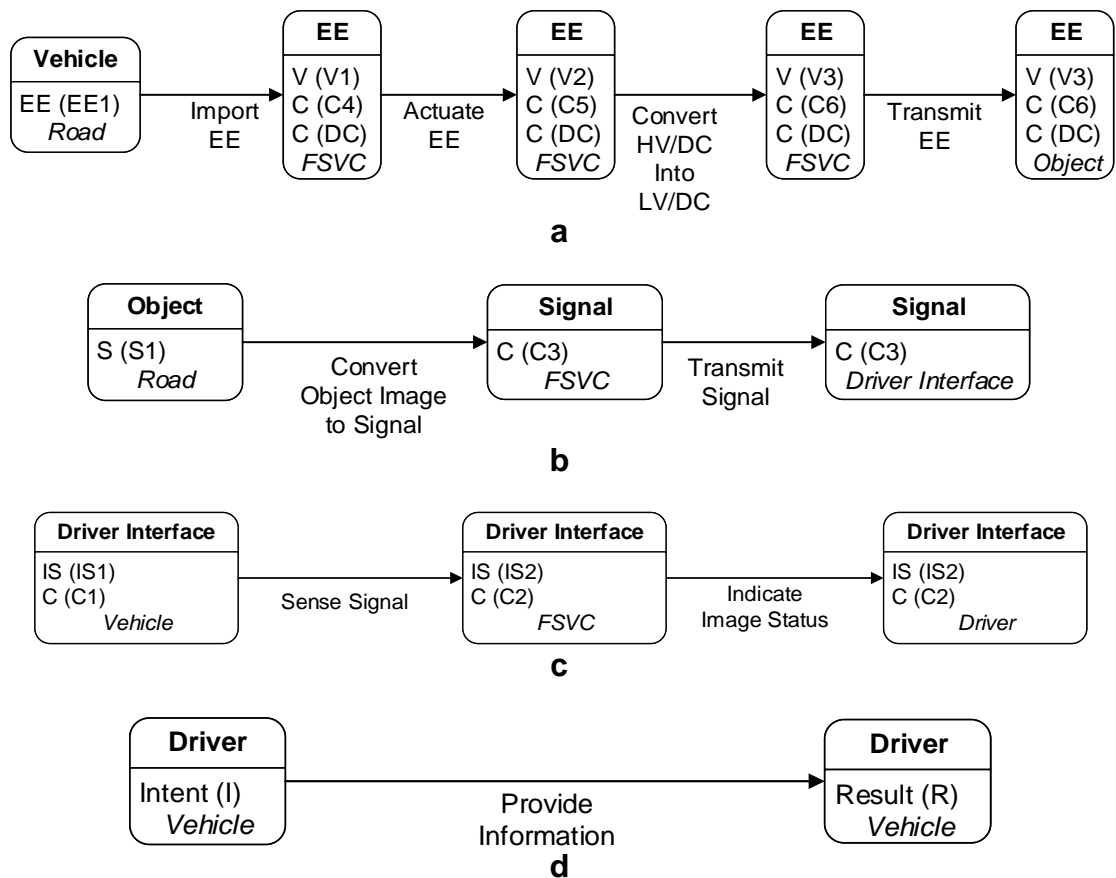 Vehicle
EE (EE1)
Road
Import
EE
EE
V (V1)
C (C4)
C (DC)
FSVC
Actuate
EE
EE
V (V2)
C (C5)
C (DC)
FSVC
Convert
HV/DC
Into
LV/DC
EE
V (V3)
C (C6)
C (DC)
FSVC
Transmit
EE
EE
V (V3)
C (C6)
C (DC)
Object
a
Object
S (S1)
Road
Convert
Object Image
to Signal
Signal
C (C3)
FSVC
Transmit
Signal
Signal
C (C3)
Driver Interface
b
Driver Interface
IS (IS1)
C (C1)
Vehicle
Sense Signal
Driver Interface
IS (IS2)
C (C2)
FSVC
Indicate
Image Status
Driver Interface
IS (IS2)
C (C2)
Driver
c
Driver
Intent (I)
Vehicle
Provide
Information
Driver
Result (R)
Vehicle
d